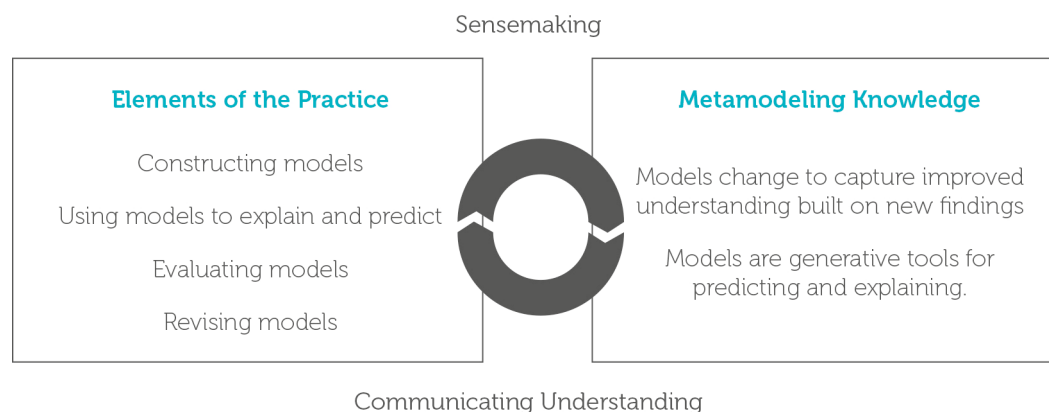 Sensemaking
Elements of the Practice
Constructing models
Using models to explain and predict
Evaluating models
Revising models
Metamodeling Knowledge
Models change to capture improved
understanding built on new findings
Models are generative tools for
predicting and explaining.
Communicating Understanding